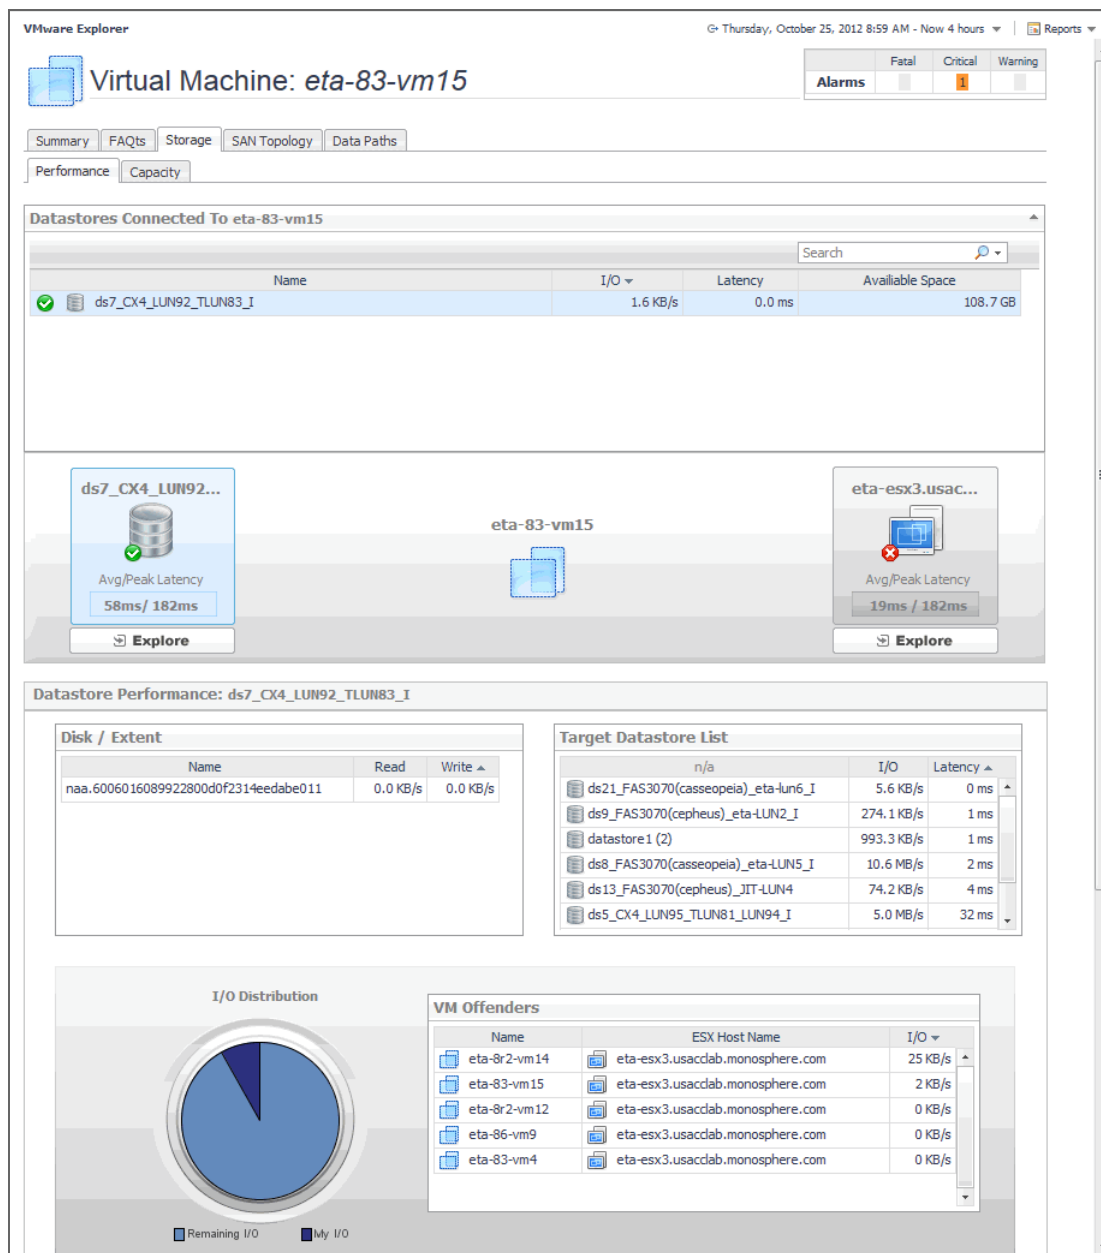 VMware Explorer
Thursday, October 25, 2012 8:59 AM - Now 4 hours
Reports
Virtual Machine: eta-83-vm15
Fatal Critical Warning
Alarms 1
Summary FAQts Storage SAN Topology Data Paths
Performance Capacity
Datastores Connected To eta-83-vm15
Search
Name I/O Latency Availiable Space
ds7_CX4_LUN92_TLUN83_I 1.6 KB/s 0.0 ms 108.7 GB
ds7_CX4_LUN92... eta-esx3.usacc...
eta-83-vm15
Avg/Peak Latency Avg/Peak Latency
58ms/ 182ms 19ms / 182ms
Explore Explore
Datastore Performance: ds7_CX4_LUN92_TLUN83_I
Disk / Extent
Name Read Write
naa.6006016089922800d0f2314eedabe011 0.0 KB/s 0.0 KB/s
Target Datastore List
n/a I/O Latency
ds21_FAS3070(casseopeia)_eta-lun6_I 5.6 KB/s 0 ms
ds9_FAS3070(cepheus)_eta-LUN2_I 274.1 KB/s 1 ms
datastore1 (2) 993.3 KB/s 1 ms
ds8_FAS3070(casseopeia)_eta-LUN5_I 10.6 MB/s 2 ms
ds13_FAS3070(cepheus)_JIT-LUN4 74.2 KB/s 4 ms
ds5_CX4_LUN95_TLUN81_LUN94_I 5.0 MB/s 32 ms
I/O Distribution
Remaining I/O My I/O
VM Offenders
Name ESX Host Name I/O
eta-8r2-vm14 eta-esx3.usacclab.monosphere.com 25 KB/s
eta-83-vm15 eta-esx3.usacclab.monosphere.com 2 KB/s
eta-8r2-vm12 eta-esx3.usacclab.monosphere.com 0 KB/s
eta-86-vm9 eta-esx3.usacclab.monosphere.com 0 KB/s
eta-83-vm4 eta-esx3.usacclab.monosphere.com 0 KB/s